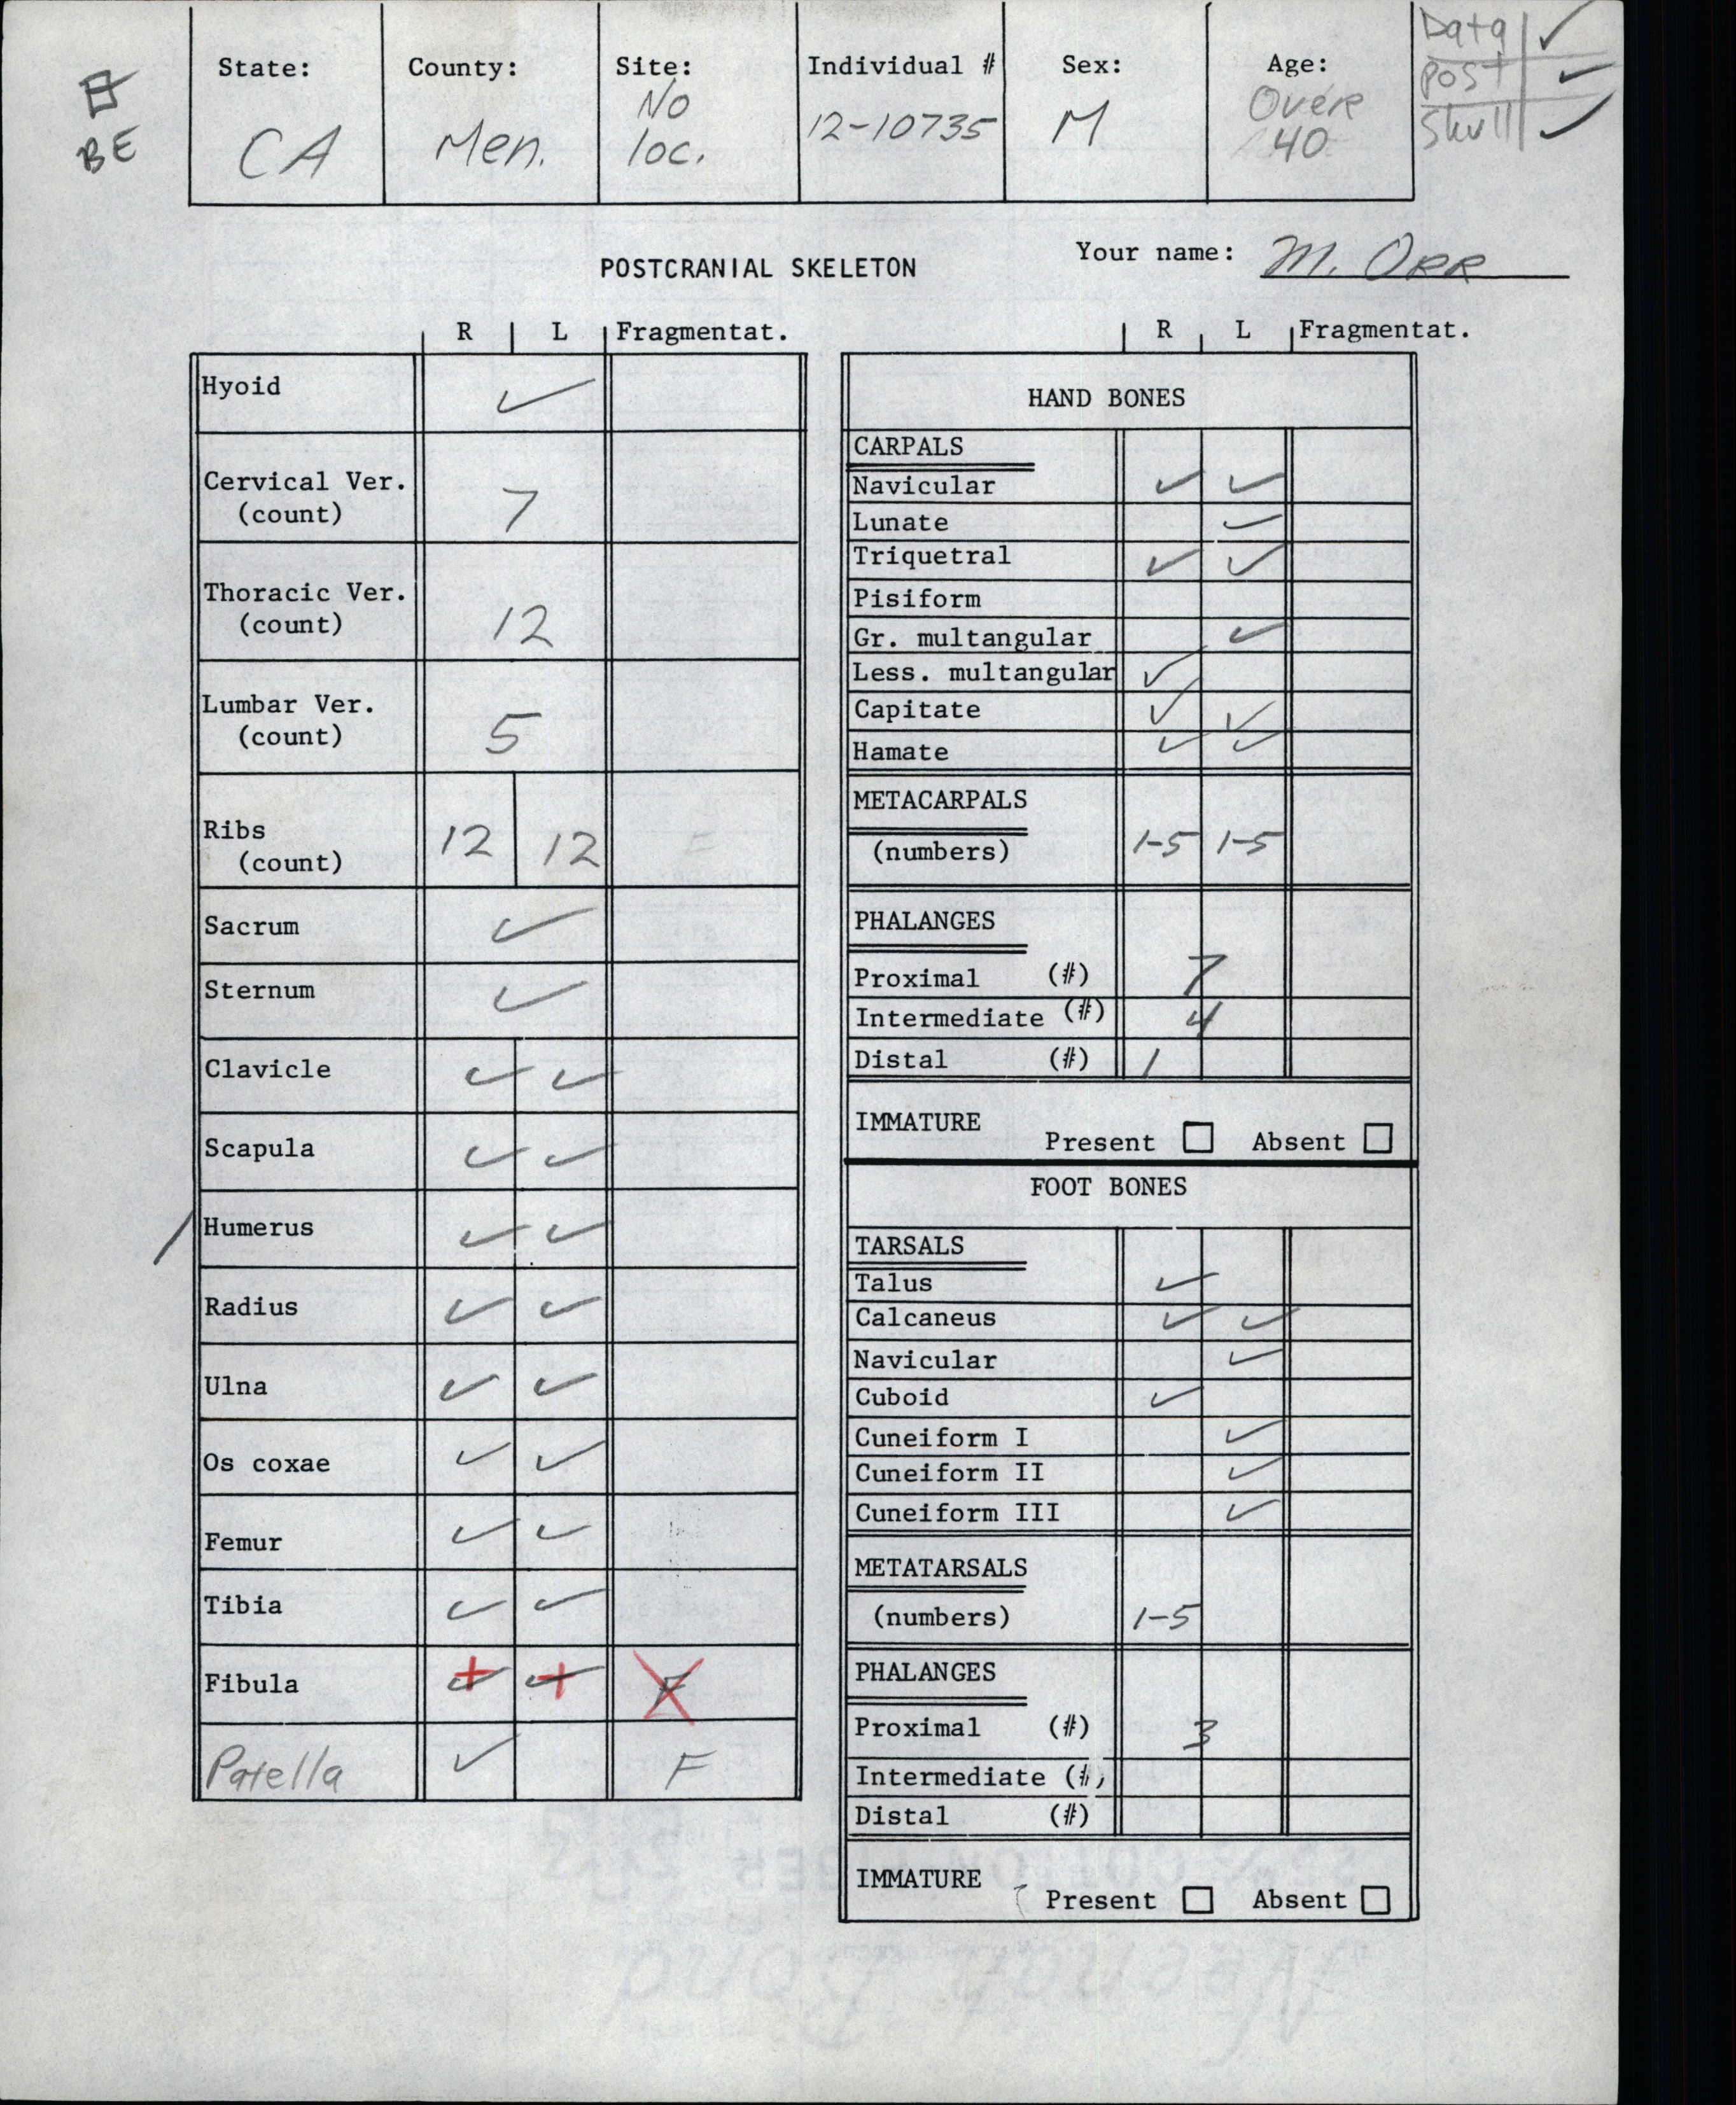 State: County: Site: Individual # Sex: Age:
Data ✓
post ✓
Skull ✓
BE
CA Men. No loc. 12-10735 M Over 40
Your name: M. ORR
POSTCRANIAL SKELETON
R L Fragmentat.
Hyoid ✓
Cervical Ver. (count) 7
Thoracic Ver. (count) 12
Lumbar Ver. (count) 5
Ribs (count) 12 12
Sacrum ✓
Sternum ✓
Clavicle ✓ ✓
Scapula ✓ ✓
Humerus ✓ ✓
Radius ✓ ✓
Ulna ✓ ✓
Os coxae ✓ ✓
Femur ✓ ✓
Tibia ✓ ✓
Fibula ✓ + ✓ + F
Patella ✓ F
R L Fragmentat.
HAND BONES
CARPALS
Navicular ✓ ✓
Lunate ✓
Triquetral ✓ ✓
Pisiform
Gr. multangular ✓
Less. multangular ✓
Capitate ✓ ✓
Hamate ✓ ✓
METACARPALS
(numbers) 1-5 1-5
PHALANGES
Proximal (#) 7
Intermediate (#) 4
Distal (#) 1
IMMATURE
Present ☐ Absent ☐
FOOT BONES
TARSALS
Talus ✓
Calcaneus ✓ ✓
Navicular ✓
Cuboid ✓
Cuneiform I ✓
Cuneiform II ✓
Cuneiform III ✓
METATARSALS
(numbers) 1-5
PHALANGES
Proximal (#) 3
Intermediate (#)
Distal (#)
IMMATURE
Present ☐ Absent ☐